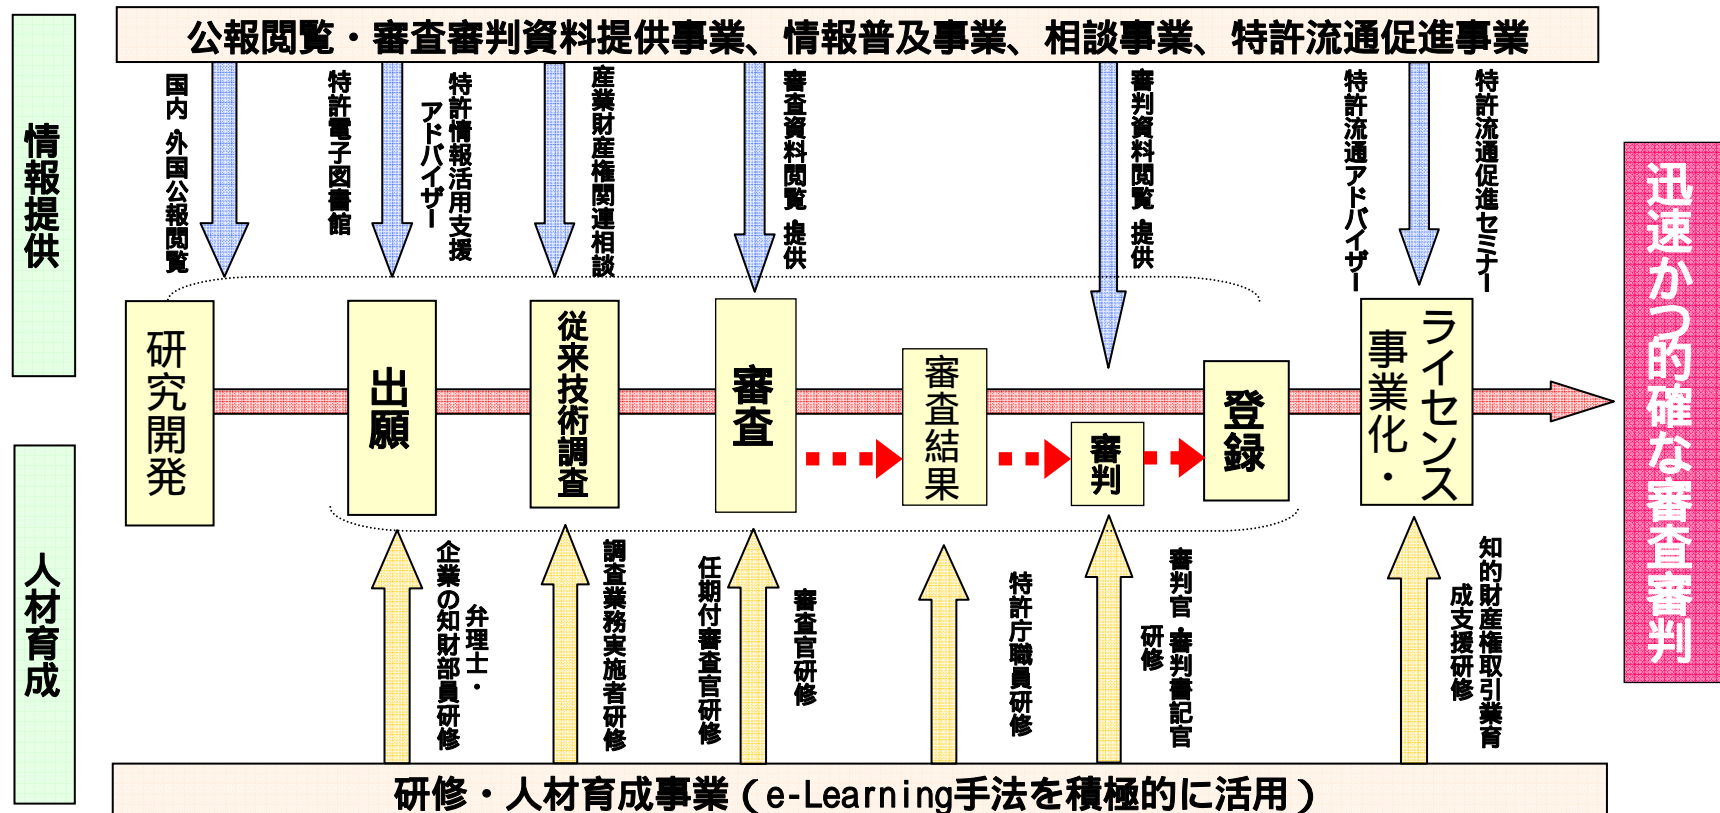 公報閲覧・審査審判資料提供事業、情報普及事業、相談事業、特許流通促進事業
情報提供
国内・外国公報閲覧
特許電子図書館
特許情報活用支援
アドバイザー
産業財産権関連相談
審査資料閲覧・提供
審判資料閲覧・提供
特許流通アドバイザー
特許流通促進セミナー
研究開発
出願
従来技術調査
審査
審査結果
審判
登録
ライセンス
事業化・
迅速かつ的確な審査審判
人材育成
弁理士・
企業の知財部員研修
調査業務実施者研修
任期付審査官研修
審査官研修
特許庁職員研修
審判官・審判書記官
研修
知的財産権取引業育
成支援研修
研修・人材育成事業（e-Learning手法を積極的に活用）